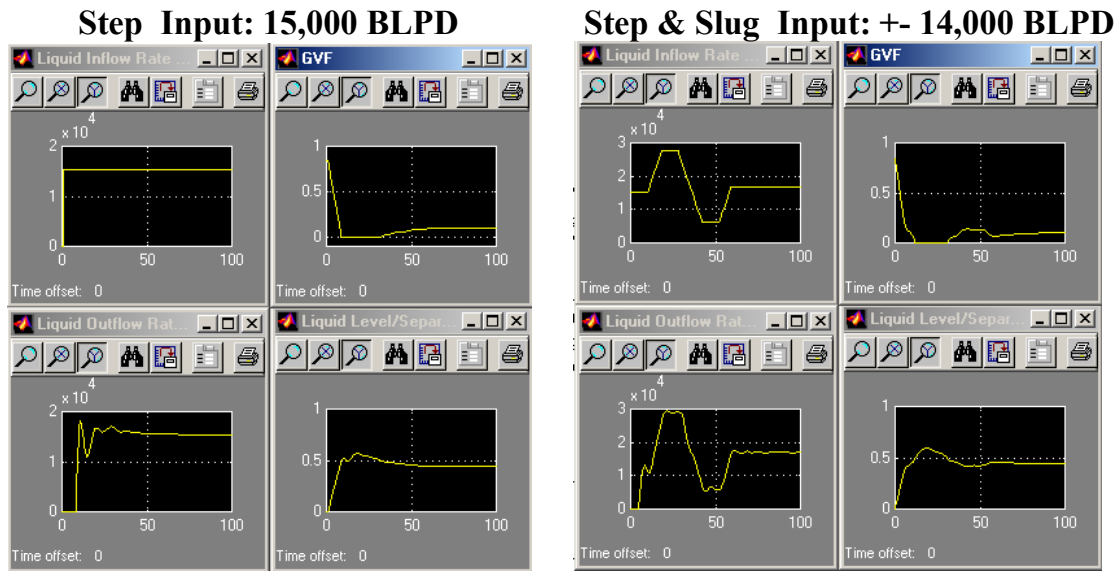 Step Input: 15,000 BLPD
Liquid Inflow Rate ...
GVF
x 10
4
2
1
0
0 50 100
Time offset: 0
1
0.5
0
0 50 100
Time offset: 0
Liquid Outflow Rat...
Liquid Level/Separ...
x 10
4
2
1
0
0 50 100
Time offset: 0
1
0.5
0
0 50 100
Time offset: 0
Step & Slug Input: +- 14,000 BLPD
Liquid Inflow Rate ...
GVF
x 10
4
3
2
1
0
0 50 100
Time offset: 0
1
0.5
0
0 50 100
Time offset: 0
Liquid Outflow Rat...
Liquid Level/Separ...
x 10
4
3
2
1
0
0 50 100
Time offset: 0
1
0.5
0
0 50 100
Time offset: 0